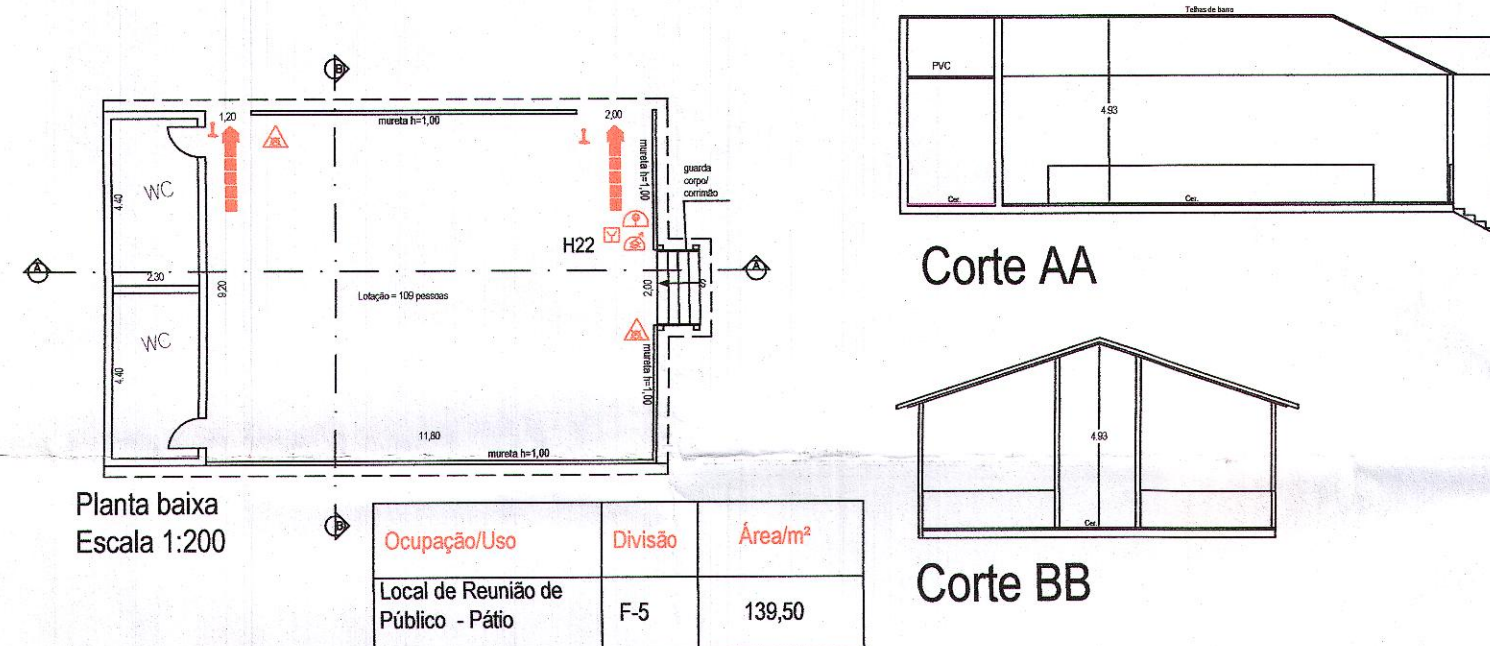 B
1,20
mureta h=1,00
2,00
mureta h=1,00
guarda
corpo/
corrimão
WC
4.40
H22
A
2.30
9.20
Lotação = 109 pessoas
2,00
S
A
WC
4.40
mureta h=1,00
11,80
mureta h=1,00
B
Planta baixa
Escala 1:200
Ocupação/Uso
Divisão
Área/m²
Local de Reunião de
Público - Pátio
F-5
139,50
Telhas de barro
PVC
4.93
Cer.
Cer.
Corte AA
4.93
Cer.
Corte BB